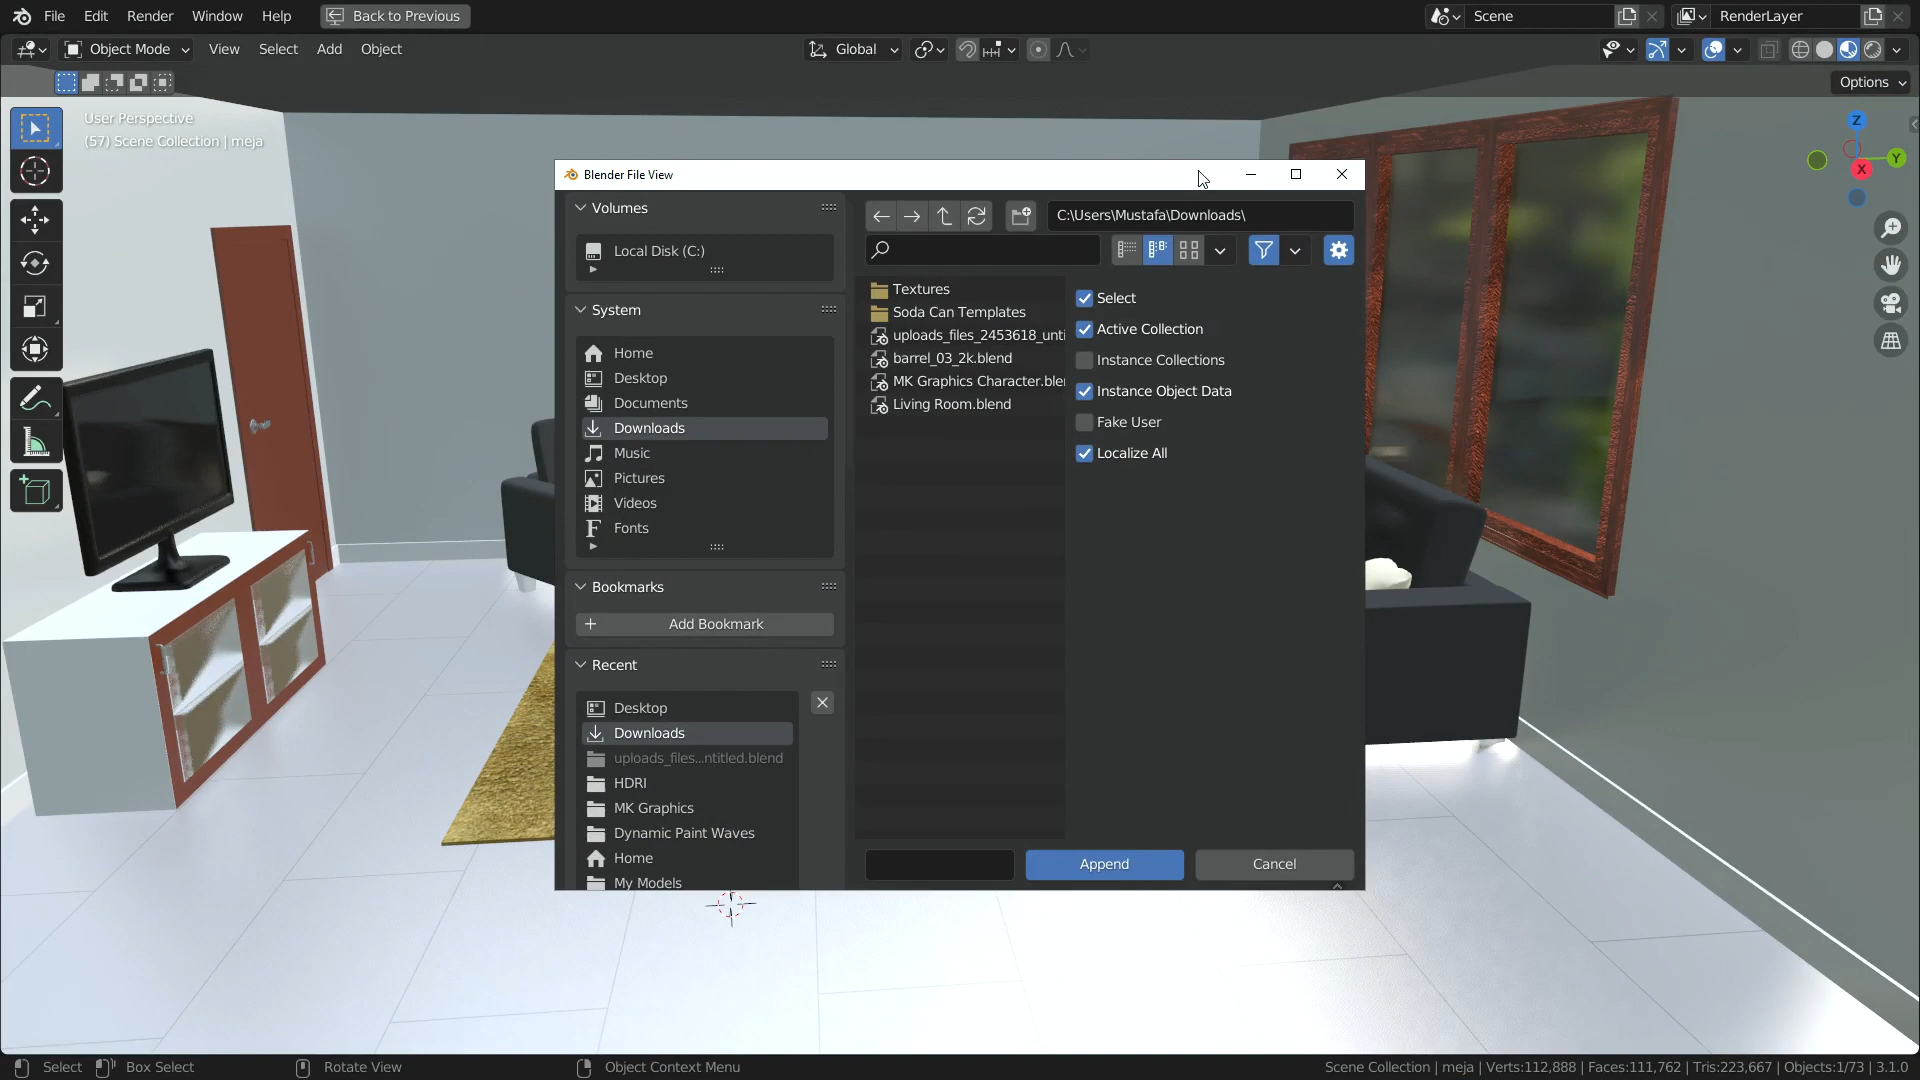 File Edit Render Window Help Back to Previous Scene RenderLayer
Object Mode View Select Add Object Global
Options
User Perspective
(57) Scene Collection | meja
Z
Y
X
Blender File View
Volumes
Local Disk (C:)
System
Home
Desktop
Documents
Downloads
Music
Pictures
Videos
Fonts
Bookmarks
Add Bookmark
Recent
Desktop
Downloads
uploads_files...ntitled.blend
HDRI
MK Graphics
Dynamic Paint Waves
Home
My Models
C:\Users\Mustafa\Downloads\
Textures
Soda Can Templates
uploads_files_2453618_unti
barrel_03_2k.blend
MK Graphics Character.ble
Living Room.blend
Select
Active Collection
Instance Collections
Instance Object Data
Fake User
Localize All
Append Cancel
Select Box Select Rotate View Object Context Menu Scene Collection | meja | Verts:112,888 | Faces:111,762 | Tris:223,667 | Objects:1/73 | 3.1.0